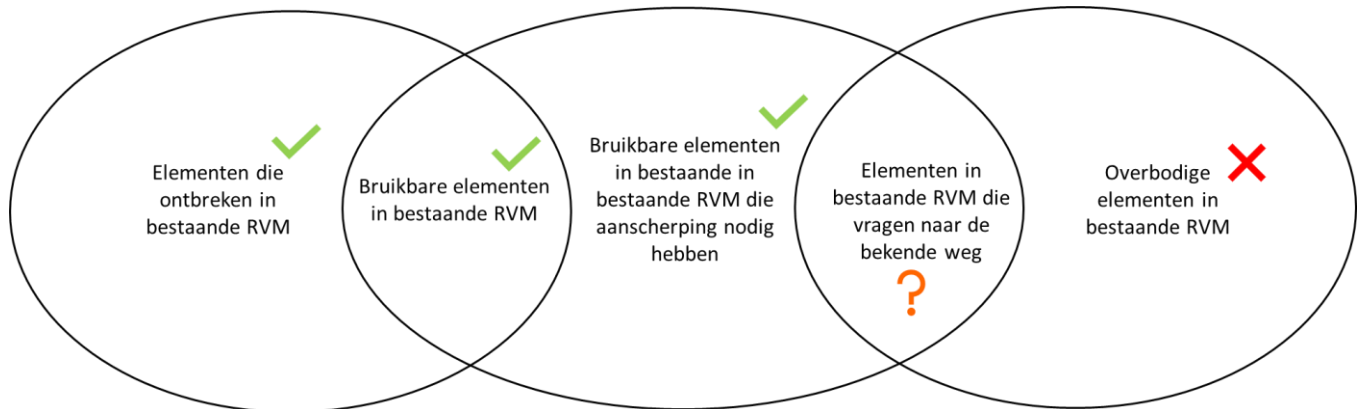 Elementen die
ontbreken in
bestaande RVM
Bruikbare elementen
in bestaande RVM
Bruikbare elementen
in bestaande in
bestaande RVM die
aanscherping nodig
hebben
Elementen in
bestaande RVM die
vragen naar de
bekende weg
?
Overbodige
elementen in
bestaande RVM